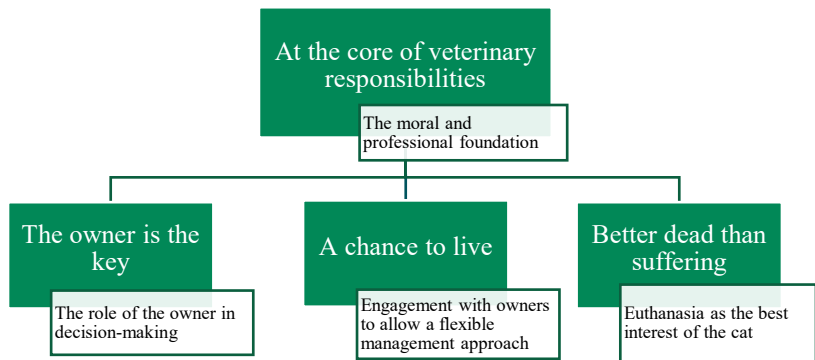 At the core of veterinary
responsibilities
The moral and
professional foundation
The owner is the
key
The role of the owner in
decision-making
A chance to live
Engagement with owners
to allow a flexible
management approach
Better dead than
suffering
Euthanasia as the best
interest of the cat